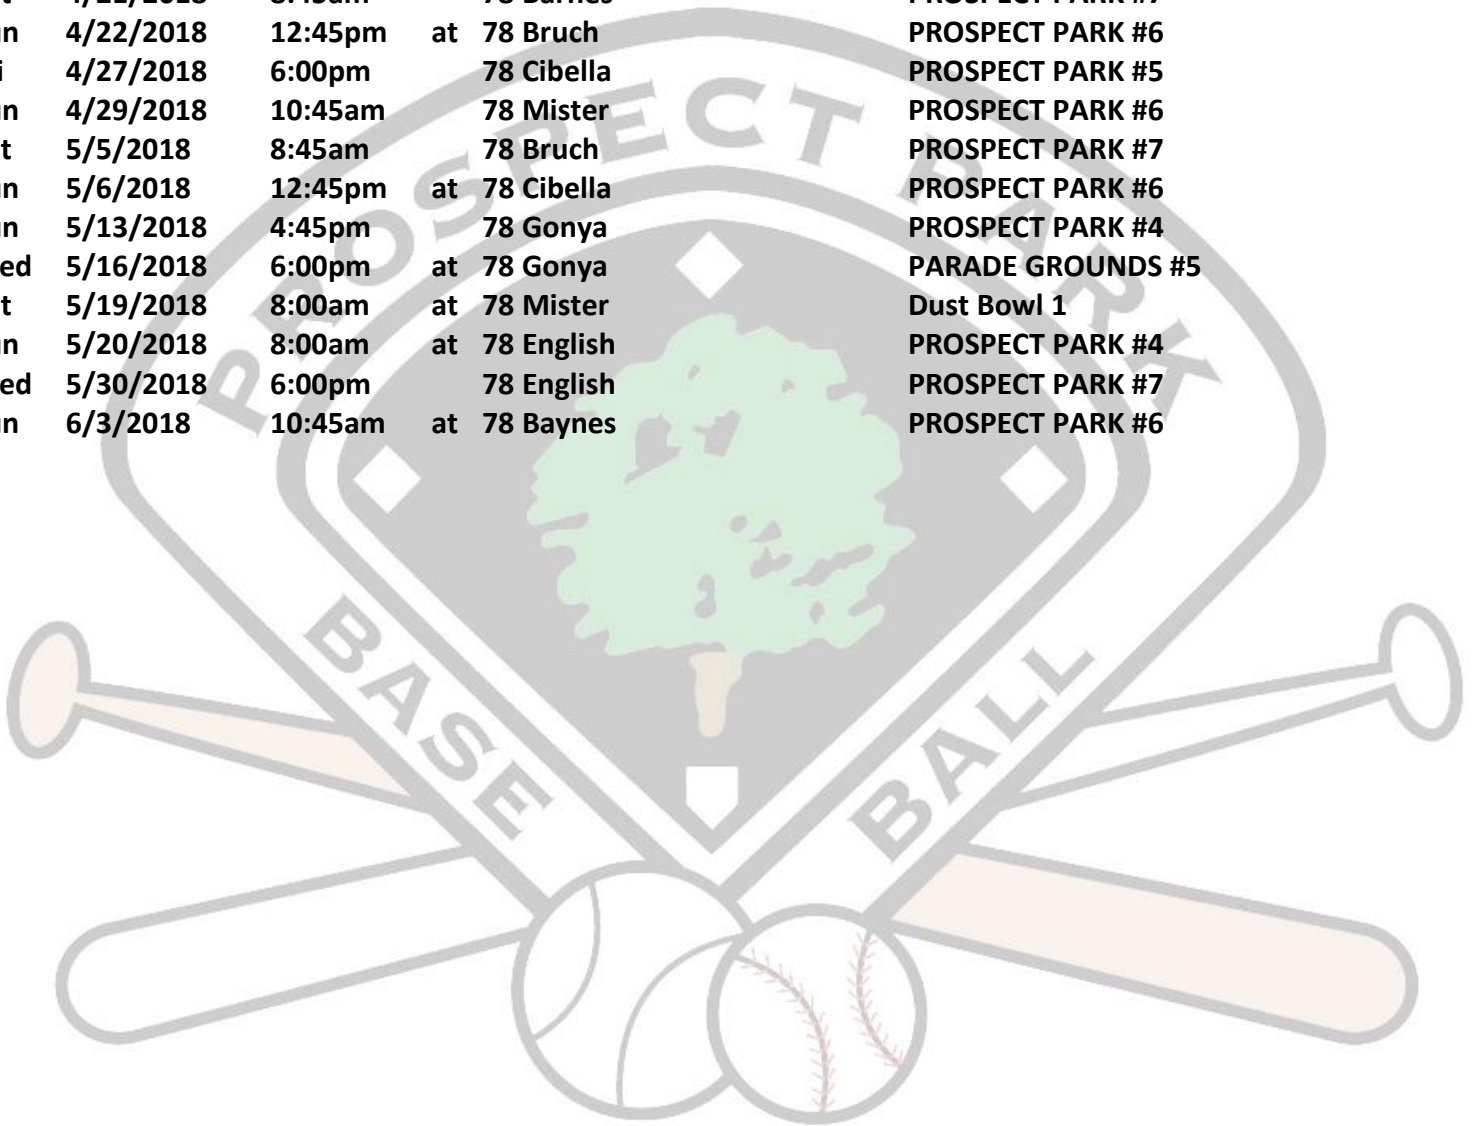 un 4/22/2018 12:45pm at 78 Bruch PROSPECT PARK #6
i 4/27/2018 6:00pm 78 Cibella PROSPECT PARK #5
un 4/29/2018 10:45am 78 Mister PROSPECT PARK #6
t 5/5/2018 8:45am 78 Bruch PROSPECT PARK #7
un 5/6/2018 12:45pm at 78 Cibella PROSPECT PARK #6
un 5/13/2018 4:45pm 78 Gonya PROSPECT PARK #4
ed 5/16/2018 6:00pm at 78 Gonya PARADE GROUNDS #5
t 5/19/2018 8:00am at 78 Mister Dust Bowl 1
un 5/20/2018 8:00am at 78 English PROSPECT PARK #4
ed 5/30/2018 6:00pm 78 English PROSPECT PARK #7
un 6/3/2018 10:45am at 78 Baynes PROSPECT PARK #6
PROSPECT PARK
BASE BALL